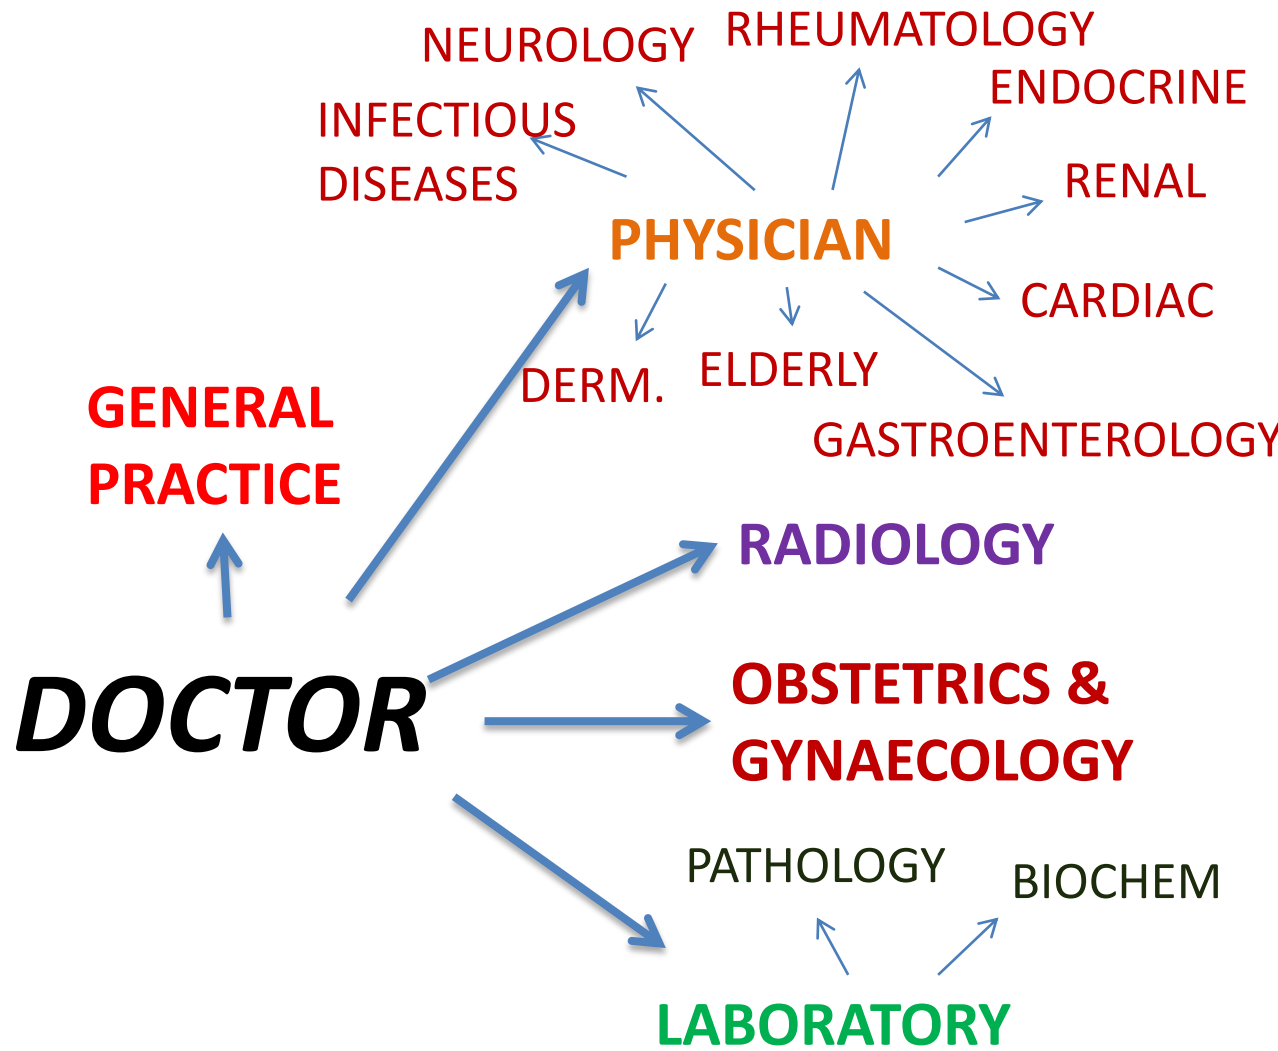 NEUROLOGY
RHEUMATOLOGY
ENDOCRINE
INFECTIOUS
DISEASES
RENAL
PHYSICIAN
CARDIAC
DERM.
ELDERLY
GASTROENTEROLOGY
GENERAL
PRACTICE
RADIOLOGY
DOCTOR
OBSTETRICS &
GYNAECOLOGY
PATHOLOGY
BIOCHEM
LABORATORY